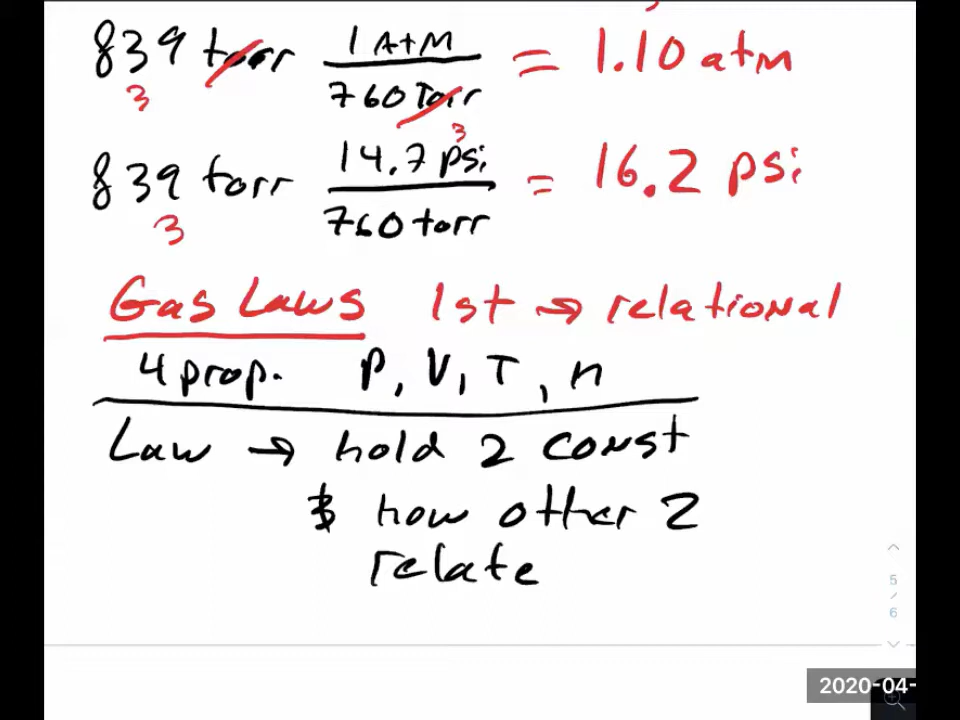 839 torr 1 Atm / 760 Torr = 1.10 atm
3
839 torr 14.7 psi / 760 torr = 16.2 psi
3 3
Gas Laws 1st → relational
4 prop. P, V, T, n
Law → hold 2 const
& how other 2
relate
5
/
6
2020-04-